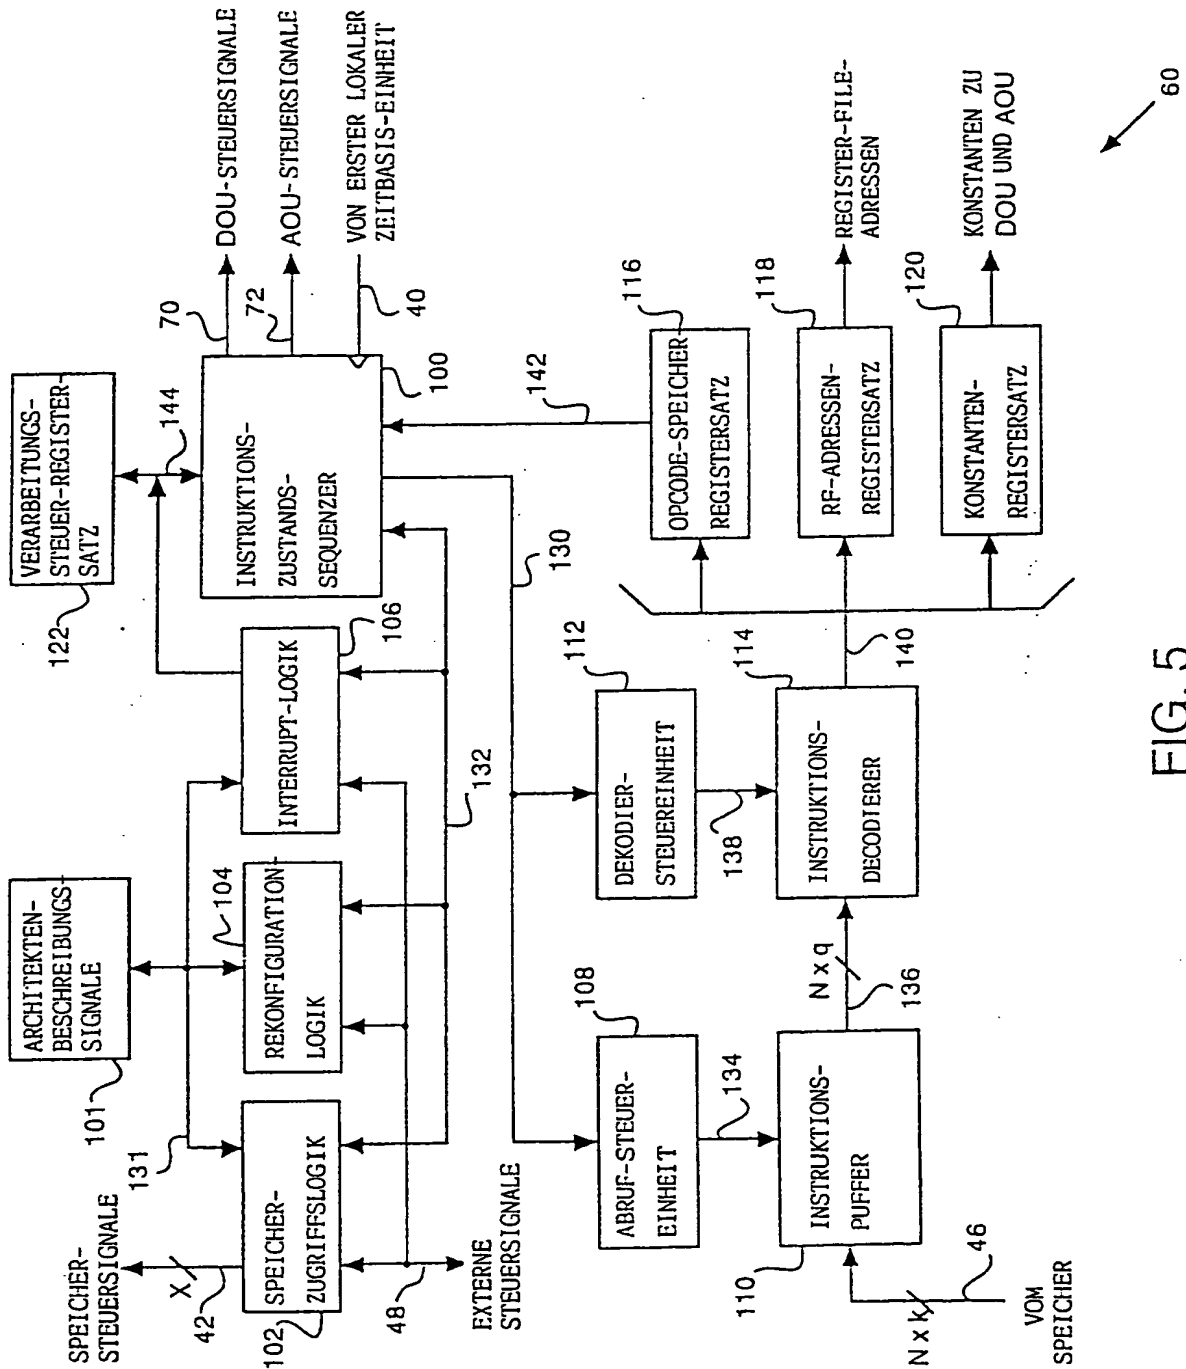 SPEICHER-
STEUERSIGNALE
42
X
131
101
ARCHITEKTEN-
BESCHREIBUNGS-
SIGNALE
104
122
VERARBEITUNGS-
STEUER-REGISTER-
SATZ
144
70
DOU-STEUERSIGNALE
72
AOU-STEUERSIGNALE
VON ERSTER LOKALER
ZEITBASIS-EINHEIT
40
100
102
SPEICHER-
ZUGRIFFSLOGIK
REKONFIGURATION-
LOGIK
INTERRUPT-LOGIK
106
INSTRUKTIONS-
ZUSTANDS-
SEQUENZER
48
EXTERNE
STEUERSIGNALE
132
130
142
108
ABRUF-STEUER-
EINHEIT
134
112
DEKODIER-
STEUEREINHEIT
138
116
OPCODE-SPEICHER-
REGISTERSATZ
110
INSTRUKTIONS-
PUFFER
N x q
136
114
INSTRUKTIONS-
DECODIERER
140
118
RF-ADRESSEN-
REGISTERSATZ
REGISTER-FILE-
ADRESSEN
120
KONSTANTEN-
REGISTERSATZ
KONSTANTEN ZU
DOU UND AOU
N x k
46
VOM
SPEICHER
60
FIG. 5